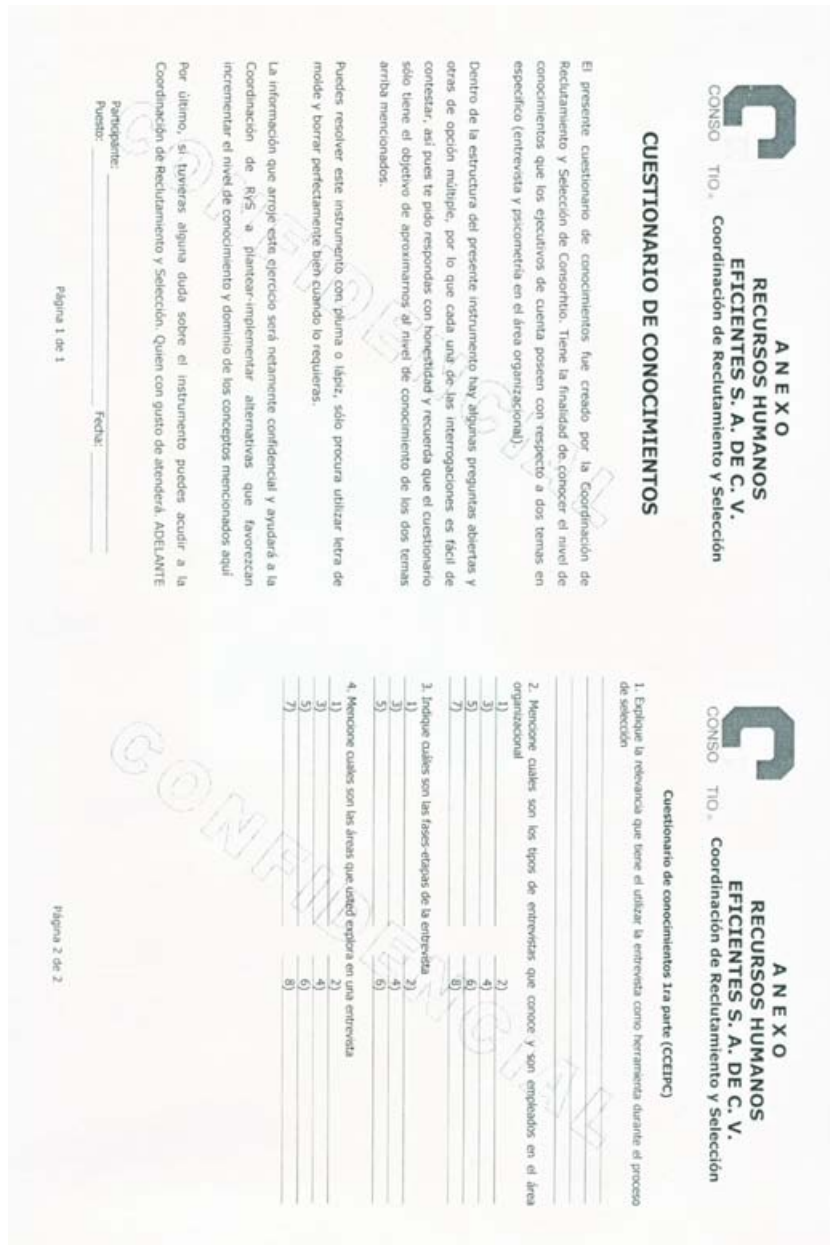 A N E X O
RECURSOS HUMANOS
EFICIENTES S. A. DE C. V.
CONSO TIO® Coordinación de Reclutamiento y Selección
CUESTIONARIO DE CONOCIMIENTOS
El presente cuestionario de conocimientos fue creado por la Coordinación de
Reclutamiento y Selección de Consorhtio. Tiene la finalidad de conocer el nivel de
conocimientos que los ejecutivos de cuenta poseen con respecto a dos temas en
específico (entrevista y psicometría en el área organizacional)
Dentro de la estructura del presente instrumento hay algunas preguntas abiertas y
otras de opción múltiple, por lo que cada una de las interrogaciones es fácil de
contestar, así pues te pido respondas con honestidad y recuerda que el cuestionario
sólo tiene el objetivo de aproximarnos al nivel de conocimiento de los dos temas
arriba mencionados.
Puedes resolver este instrumento con pluma o lápiz, sólo procura utilizar letra de
molde y borrar perfectamente bien cuando lo requieras.
La información que arroje este ejercicio será netamente confidencial y ayudará a la
Coordinación de RyS a plantear-implementar alternativas que favorezcan
incrementar el nivel de conocimiento y dominio de los conceptos mencionados aquí
Por último, si tuvieras alguna duda sobre el instrumento puedes acudir a la
Coordinación de Reclutamiento y Selección. Quien con gusto de atenderá. ADELANTE
Participante:
Puesto: Fecha:
CONFIDENCIAL
Página 1 de 1
A N E X O
RECURSOS HUMANOS
EFICIENTES S. A. DE C. V.
CONSO TIO® Coordinación de Reclutamiento y Selección
Cuestionario de conocimientos 1ra parte (CCEIPC)
1. Explique la relevancia que tiene el utilizar la entrevista como herramienta durante el proceso
de selección
2. Mencione cuales son los tipos de entrevistas que conoce y son empleados en el área
organizacional
1) 2)
3) 4)
5) 6)
7) 8)
3. Indique cuáles son las fases-etapas de la entrevista
1) 2)
3) 4)
5) 6)
4. Mencione cuales son las áreas que usted explora en una entrevista
1) 2)
3) 4)
5) 6)
7) 8)
CONFIDENCIAL
Página 2 de 2